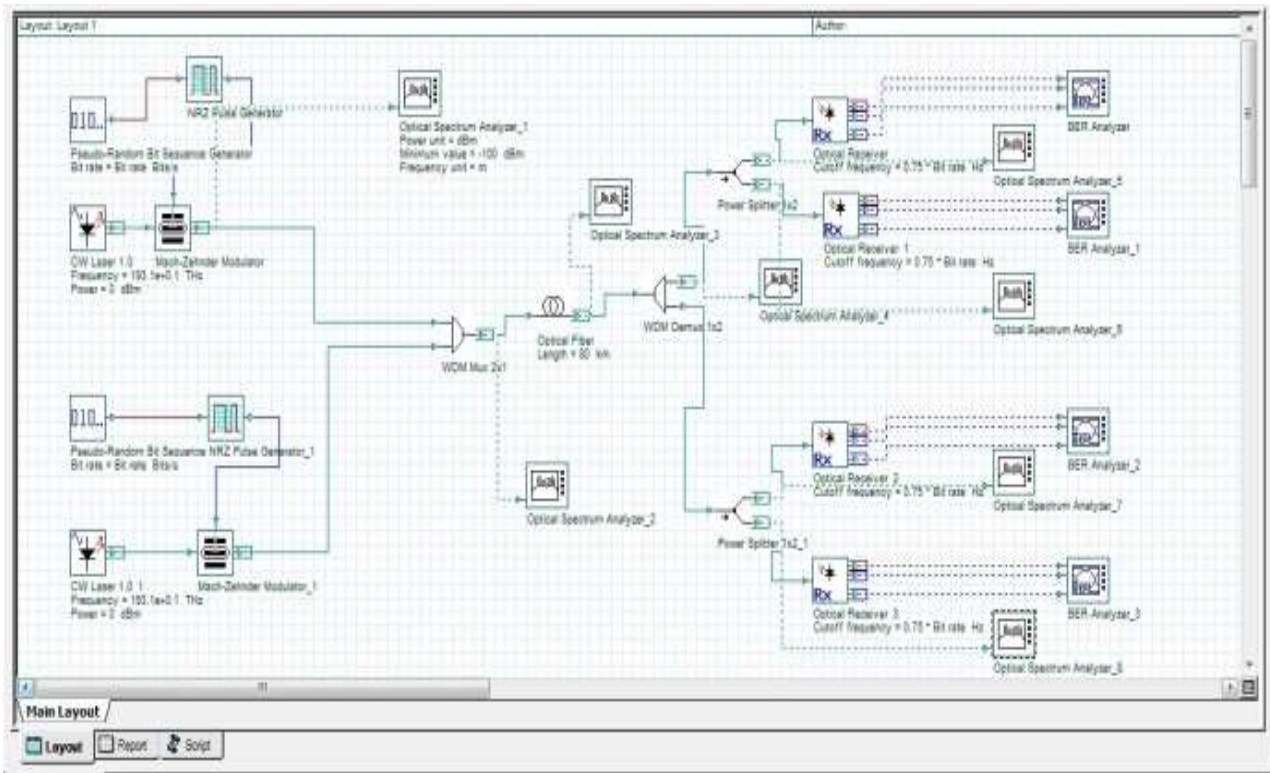 Layout: Layout 1
Author:
NRZ Pulse Generator
010..
Pseudo-Random Bit Sequence Generator
Bit rate = Bit rate Bits/s
Optical Spectrum Analyzer_1
Power unit = dBm
Minimum value = -100 dBm
Frequency unit = m
CW Laser 1.0
Frequency = 193.1e+0.1 THz
Power = 0 dBm
Mach-Zehnder Modulator
Optical Spectrum Analyzer_3
WDM Mux 2x1
Optical Fiber
Length = 80 km
WDM Demux 1x2
Optical Spectrum Analyzer_4
Power Splitter 1x2
Rx
Optical Receiver
Cutoff frequency = 0.75 * Bit rate Hz
BER Analyzer
Optical Spectrum Analyzer_5
Rx
Optical Receiver 1
Cutoff frequency = 0.75 * Bit rate Hz
BER Analyzer_1
Optical Spectrum Analyzer_6
010..
Pseudo-Random Bit Sequence
Bit rate = Bit rate Bits/s
NRZ Pulse Generator_1
Optical Spectrum Analyzer_2
CW Laser 1.0 1
Frequency = 193.1e+0.1 THz
Power = 0 dBm
Mach-Zehnder Modulator_1
Power Splitter 1x2_1
Rx
Optical Receiver 2
Cutoff frequency = 0.75 * Bit rate Hz
BER Analyzer_2
Optical Spectrum Analyzer_7
Rx
Optical Receiver 3
Cutoff frequency = 0.75 * Bit rate Hz
BER Analyzer_3
Optical Spectrum Analyzer_8
Main Layout
Layout
Report
Script